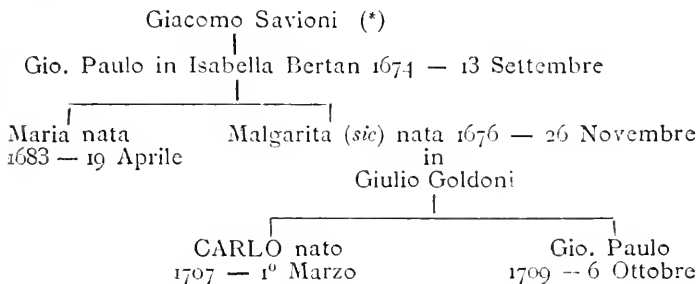 Giacomo Savioni (*)
Gio. Paulo in Isabella Bertan 1674 — 13 Settembre
Maria nata
1683 — 19 Aprile
Malgarita (sic) nata 1676 — 26 Novembre
in
Giulio Goldoni
CARLO nato
1707 — 1º Marzo
Gio. Paulo
1709 — 6 Ottobre